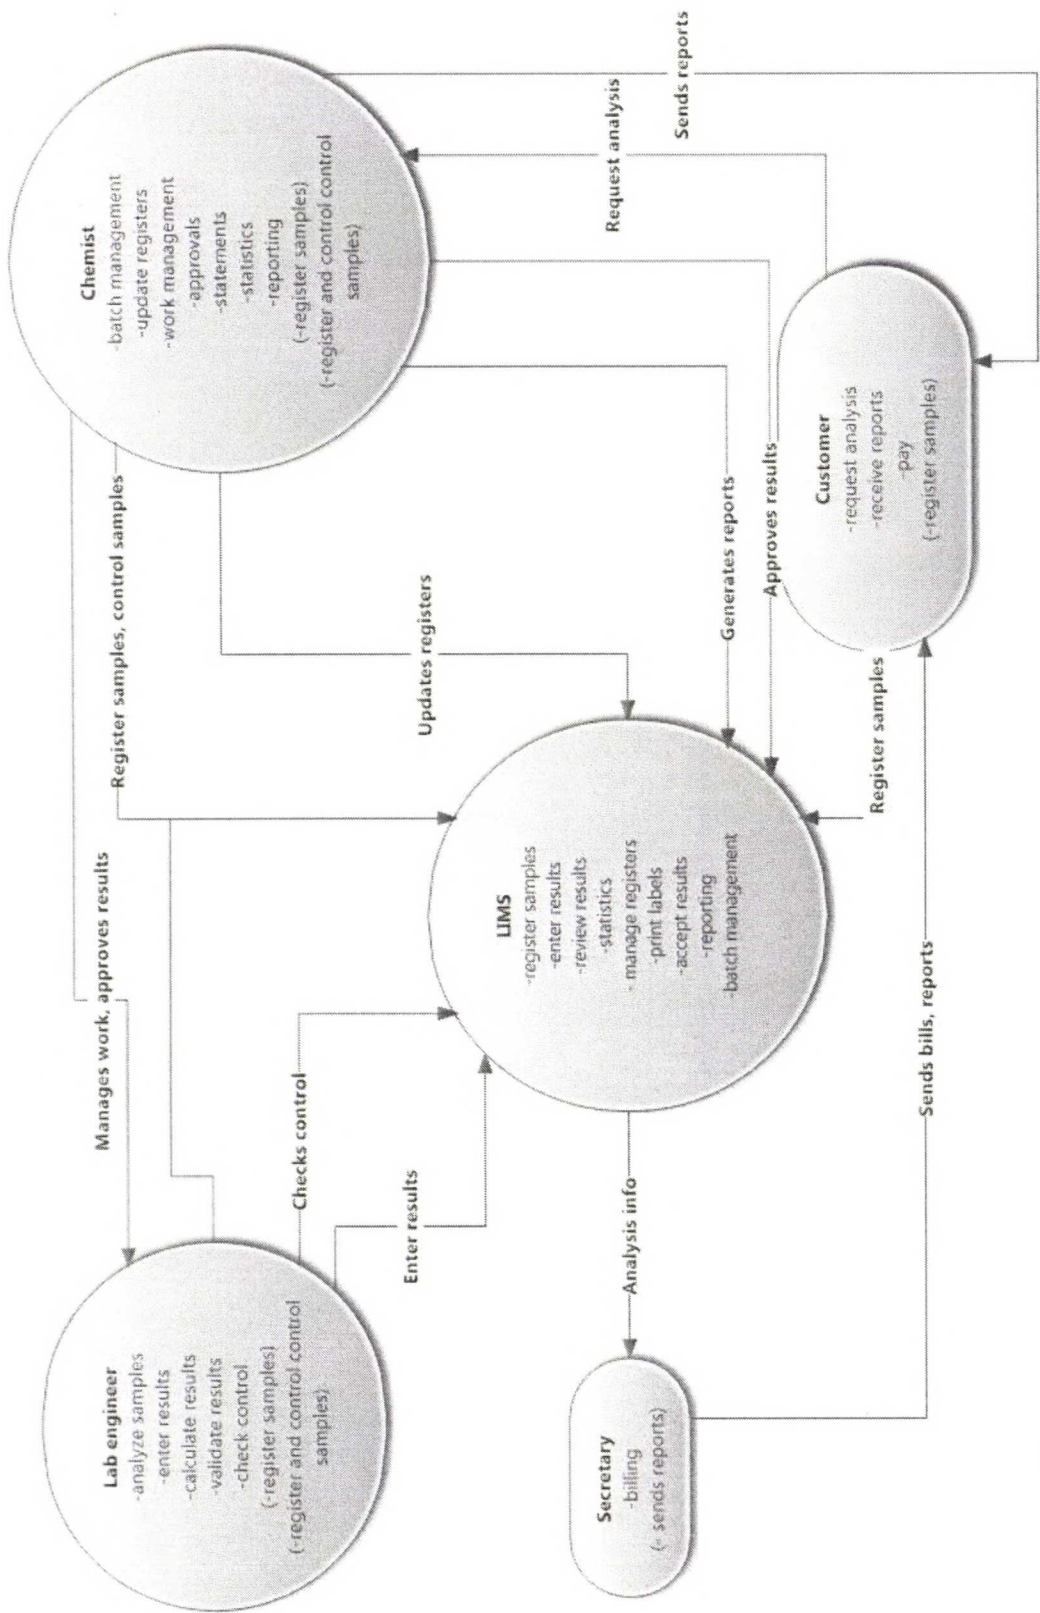 Lab engineer
-analyze samples
-enter results
-calculate results
-validate results
-check control
(-register samples)
(-register and control control
samples)
Manages work, approves results
Register samples, control samples
Chemist
-batch management
-update registers
-work management
-approvals
-statements
-statistics
-reporting
(-register samples)
(-register and control control
samples)
Checks control
Enter results
Updates registers
Generates reports
Approves results
Request analysis
Sends reports
LIMS
-register samples
-enter results
-review results
-statistics
- manage registers
-print labels
-accept results
-reporting
-batch management
Analysis info
Register samples
Secretary
-billing
(- sends reports)
Customer
-request analysis
-receive reports
-pay
(-register samples)
Sends bills, reports